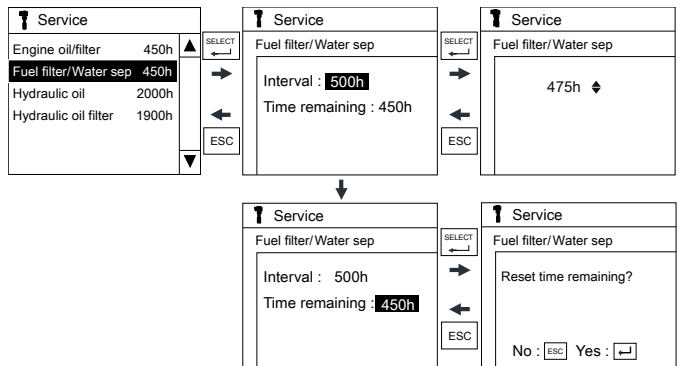 Service
Engine oil/filter 450h
Fuel filter/Water sep 450h
Hydraulic oil 2000h
Hydraulic oil filter 1900h
SELECT
ESC
Service
Fuel filter/Water sep
Interval : 500h
Time remaining : 450h
SELECT
ESC
Service
Fuel filter/Water sep
475h
Service
Fuel filter/Water sep
Interval : 500h
Time remaining : 450h
SELECT
ESC
Service
Fuel filter/Water sep
Reset time remaining?
No : ESC Yes :